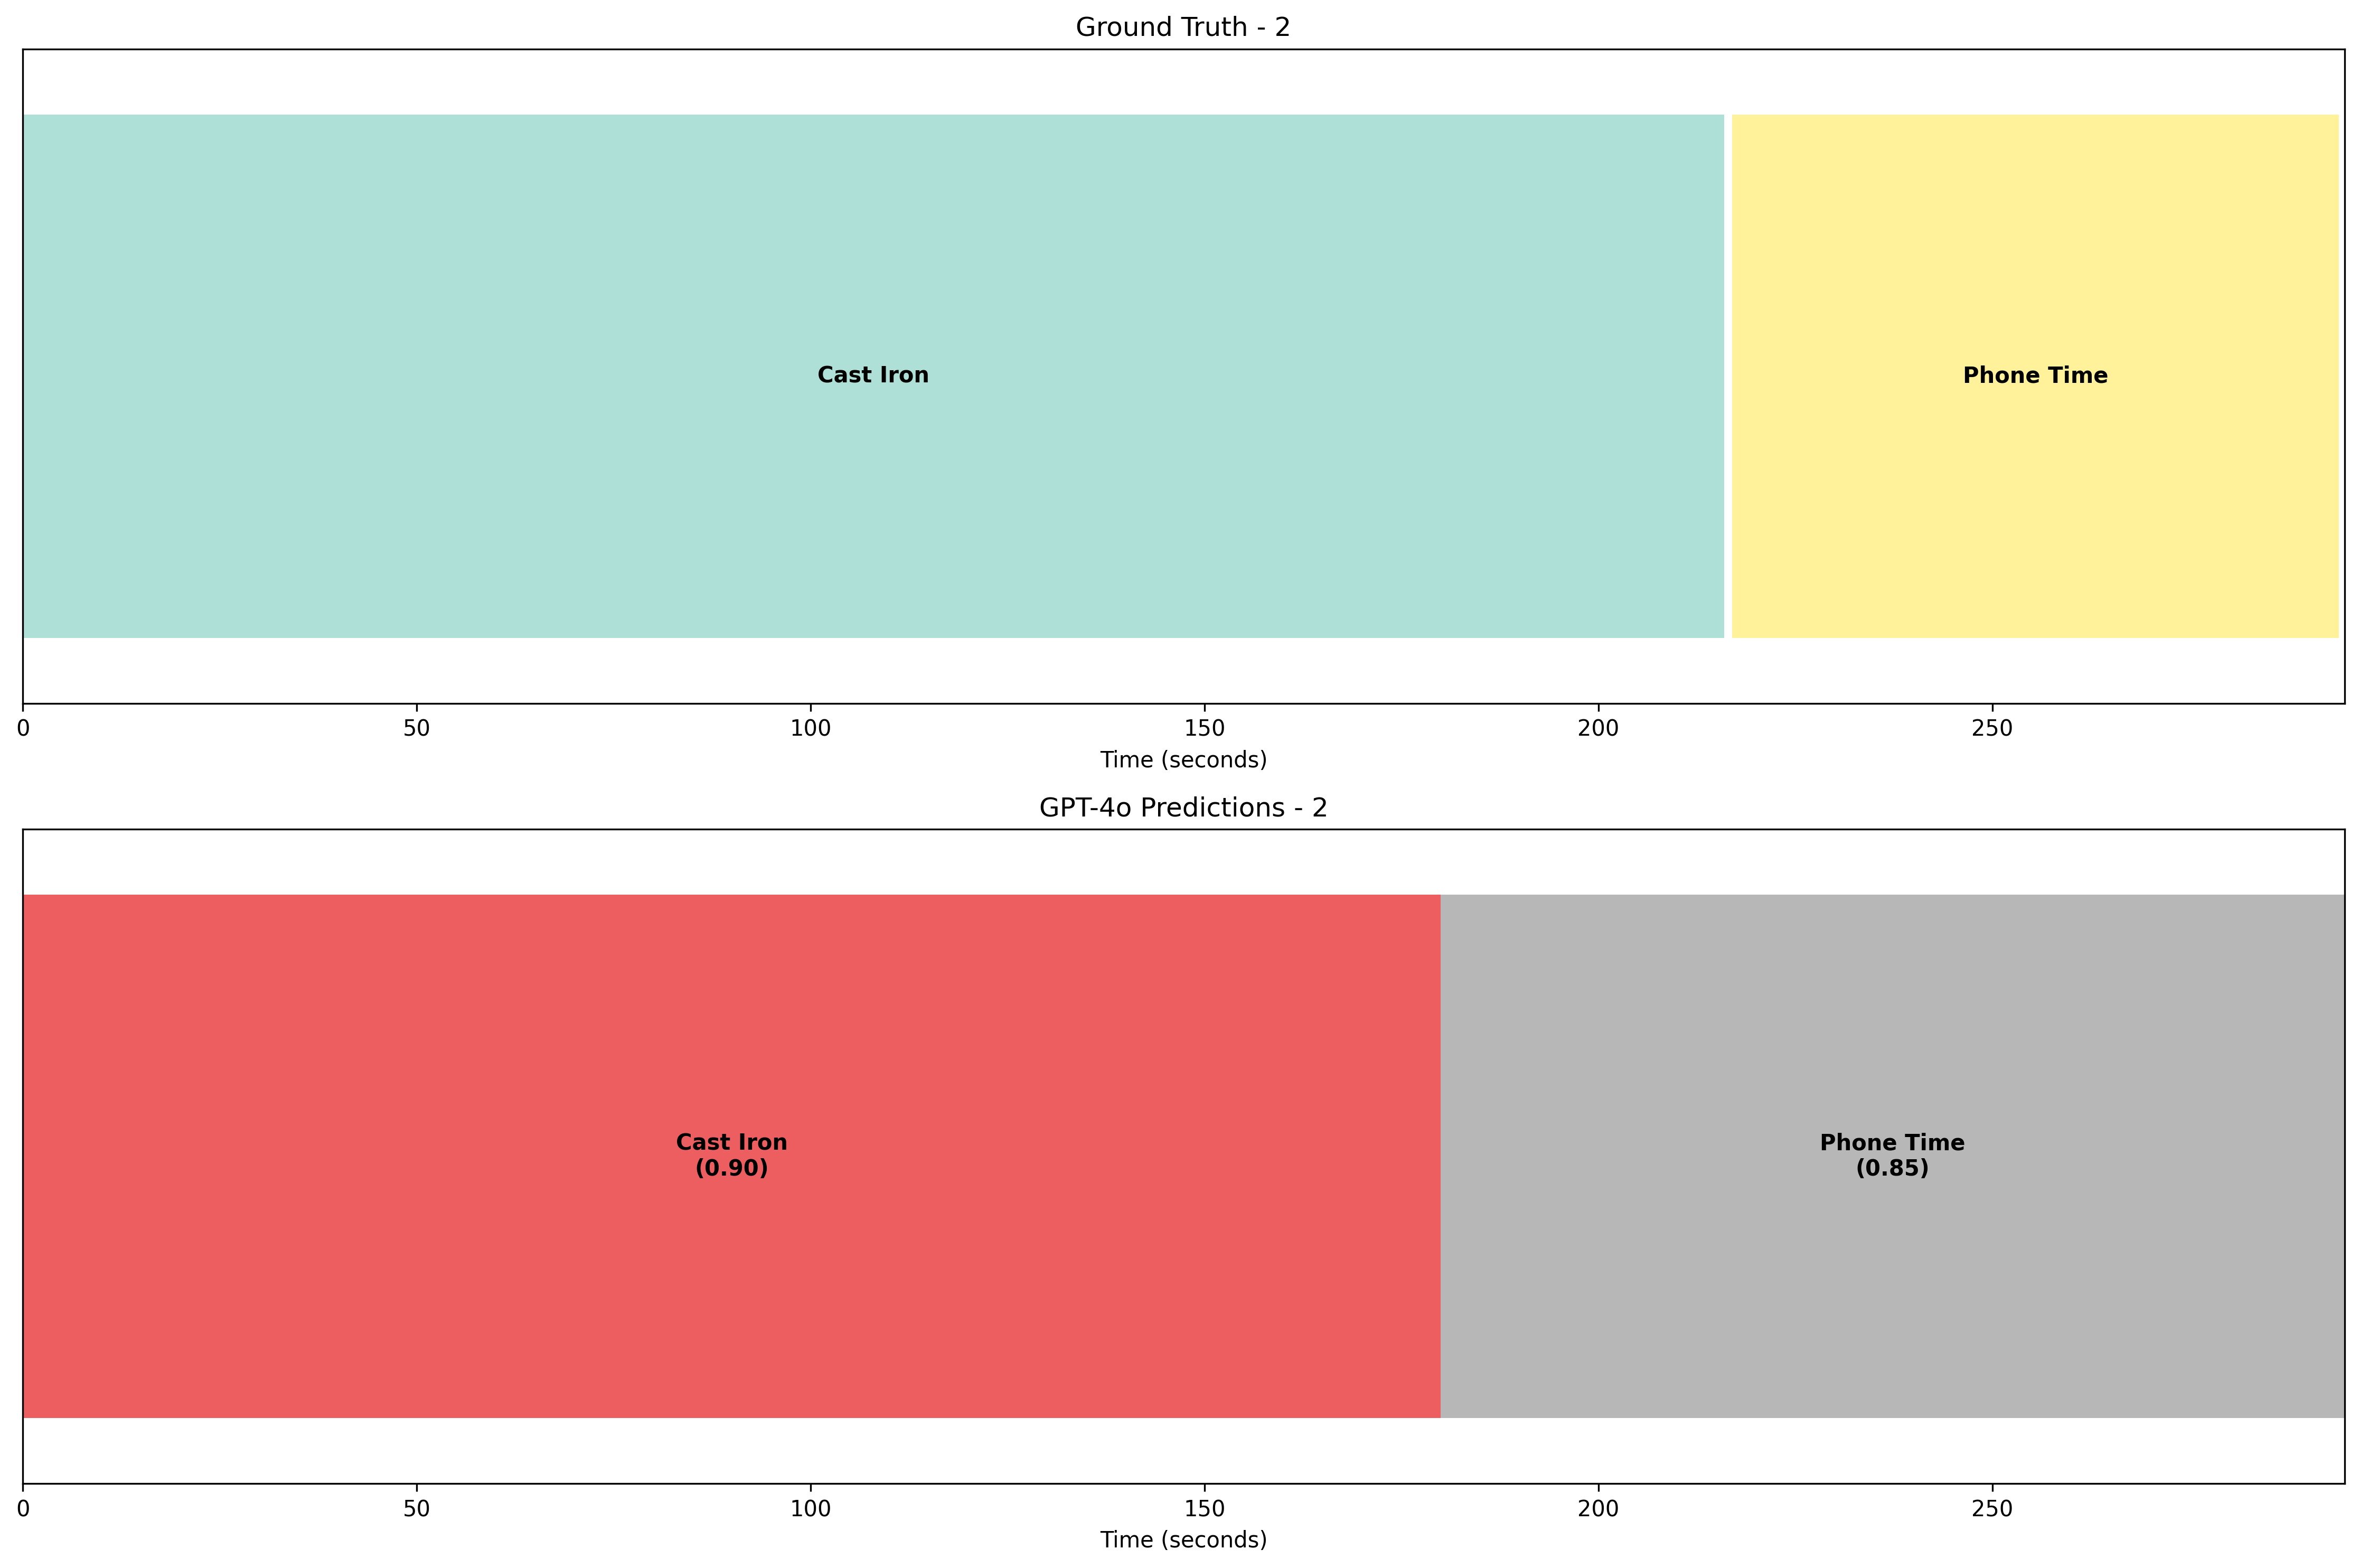 Ground Truth - 2
Cast Iron
Phone Time
0 50 100 150 200 250
Time (seconds)
GPT-4o Predictions - 2
Cast Iron
(0.90)
Phone Time
(0.85)
0 50 100 150 200 250
Time (seconds)